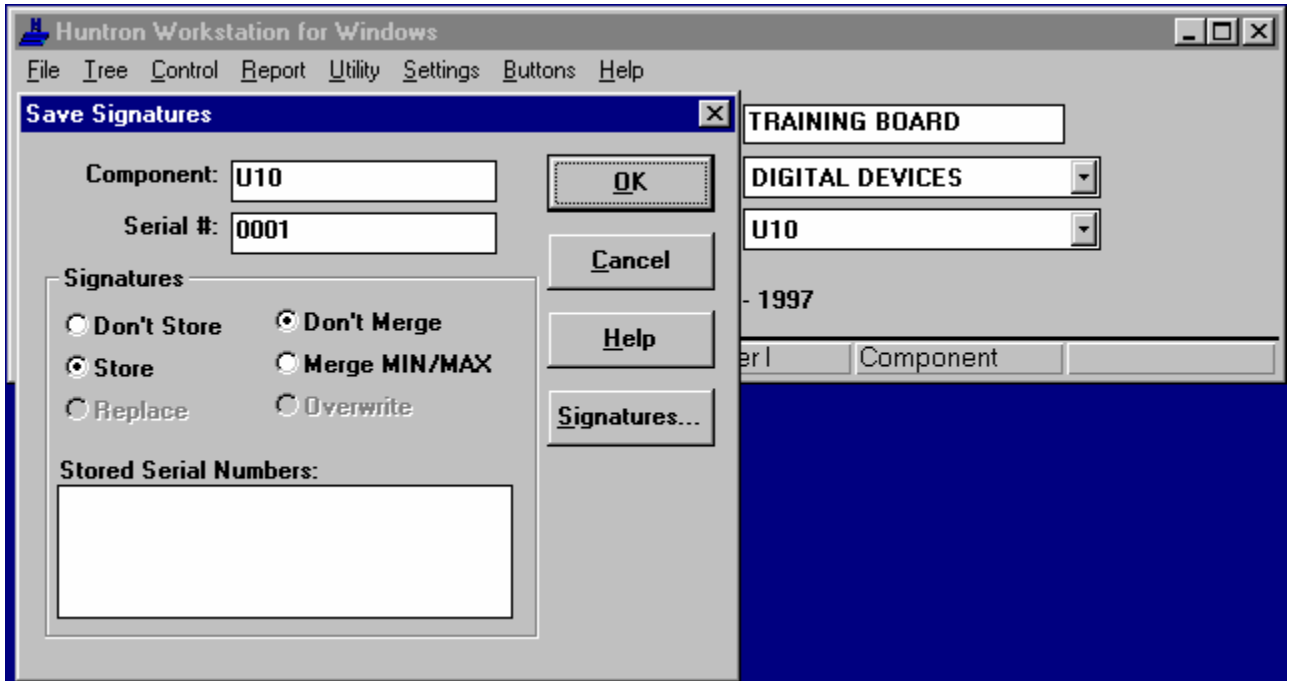 Huntron Workstation for Windows
File Tree Control Report Utility Settings Buttons Help
Save Signatures
TRAINING BOARD
Component: U10
OK
DIGITAL DEVICES
Serial #: 0001
U10
Cancel
Signatures
- 1997
Don't Store
Don't Merge
Help
Store
Merge MIN/MAX
er I
Component
Replace
Overwrite
Signatures...
Stored Serial Numbers: